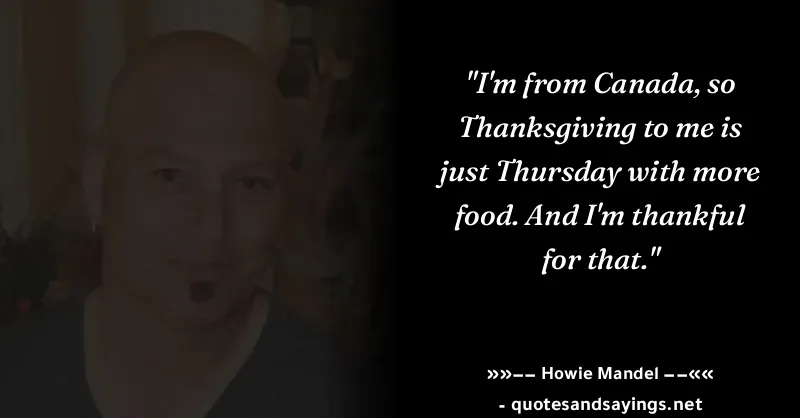 "I'm from Canada, so
Thanksgiving to me is
just Thursday with more
food. And I'm thankful
for that."
»»−− Howie Mandel −−««
- quotesandsayings.net